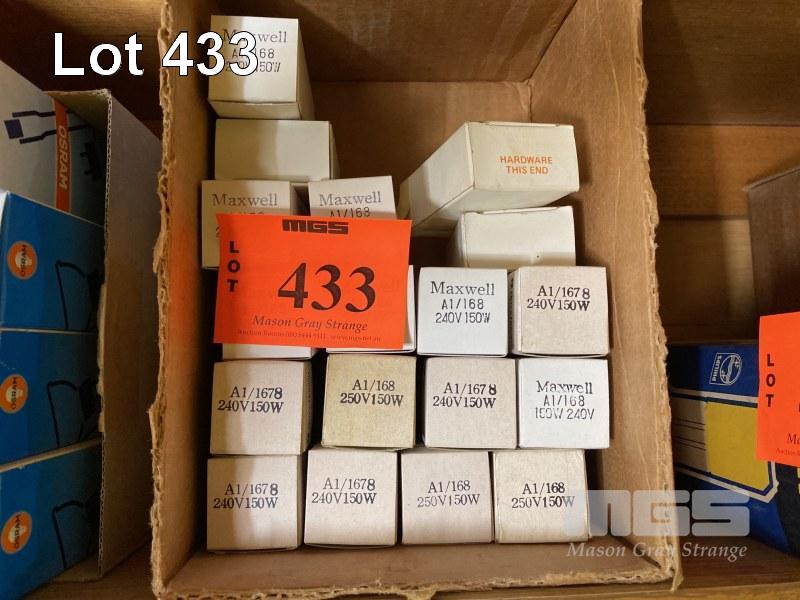 Lot 433
Maxwell
A1/168
150W
OSRAM
HARDWARE
THIS END
Maxwell
Maxwell
A1/168
MGS
LOT
433
Mason Gray Strange
OSRAM
Maxwell
A1/168
240V 150W
A1/1678
240V150W
PHILIPS
LOT
A1/1678
240V150W
A1/168
250V150W
A1/1678
240V150W
Maxwell
A1/168
150W 240V
OSRAM
A1/1678
240V150W
A1/1678
240V150W
A1/168
250V150W
A1/168
250V150W
OSRAM
MGS
Mason Gray Strange